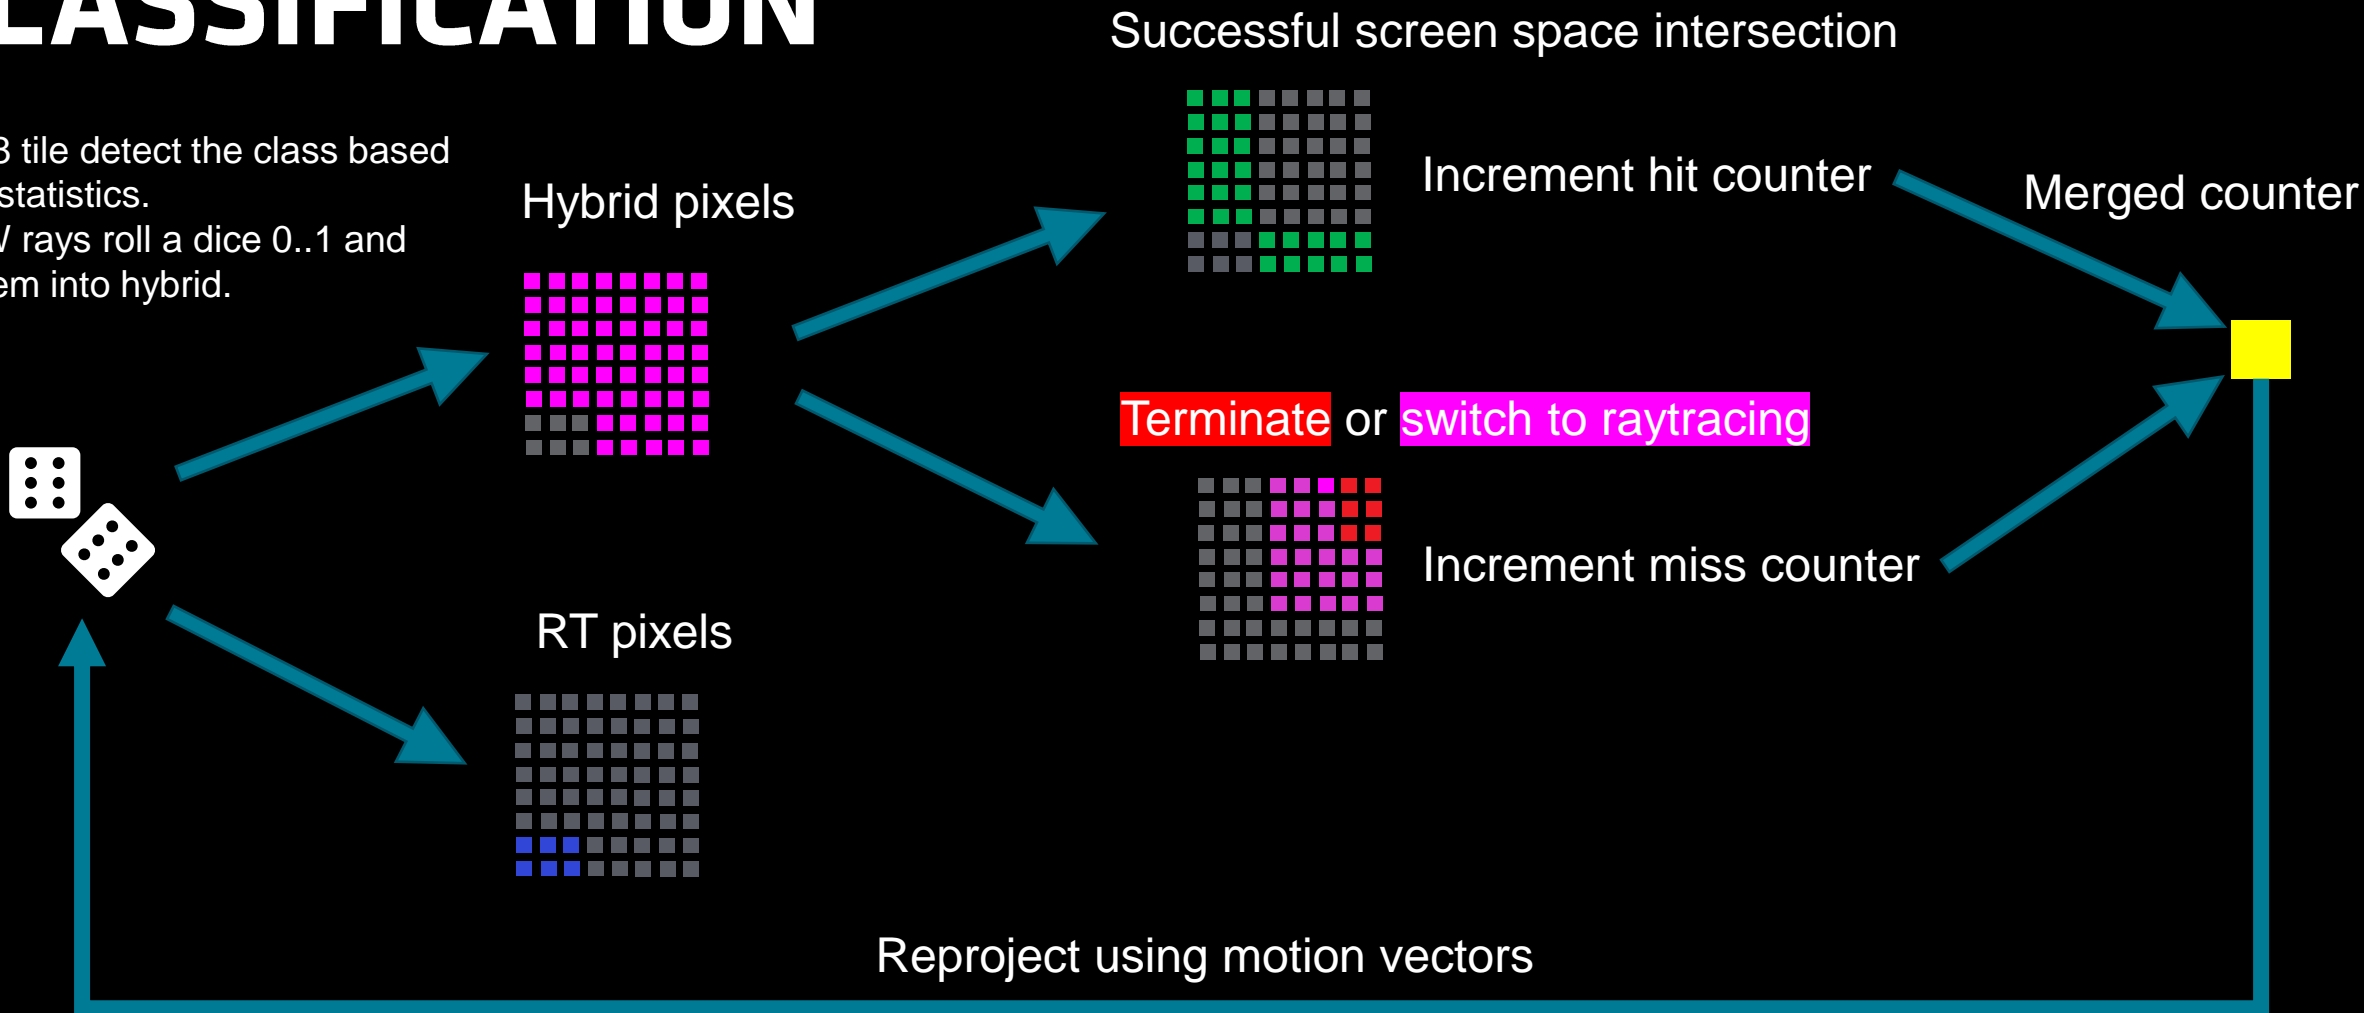 LASSIFICATION
Successful screen space intersection
tile detect the class based
statistics.
rays roll a dice 0..1 and
em into hybrid.
Hybrid pixels
Increment hit counter
Merged counter
Terminate or switch to raytracing
Increment miss counter
RT pixels
Reproject using motion vectors